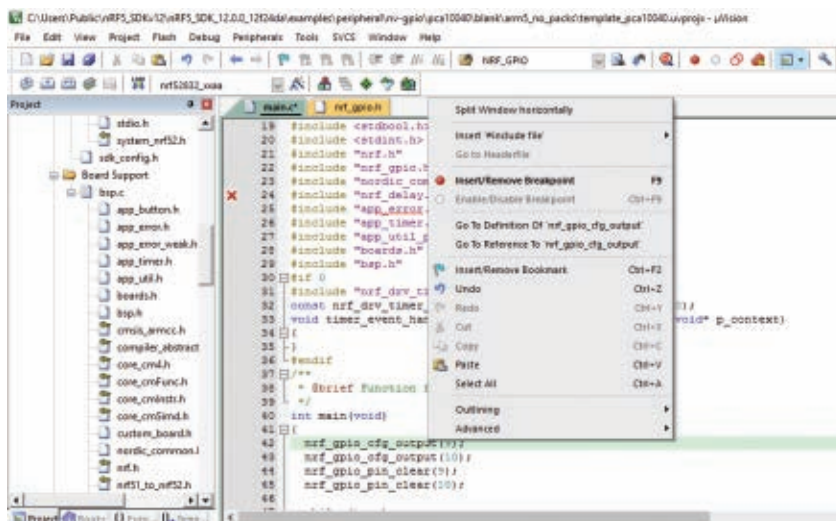 C:\Users\Public\nRF5_SDK\v12\nRF5_SDK_12.0.0_12f24da\examples\peripheral\nv-gpio\pca10040\blank\arm5_no_packs\template_pca10040.uvprojx - µVision
File Edit View Project Flash Debug Peripherals Tools SVCS Window Help
NRF_GPIO
nrf52832_xxaa
Project
main.c* nrf_gpio.h
stdio.h
system_nrf52.h
sdk_config.h
Board Support
bsp.c
app_button.h
app_error.h
app_error_weak.h
app_timer.h
app_util.h
boards.h
bsp.h
cmsis_armcc.h
compiler_abstract
core_cm4.h
core_cmFunc.h
core_cmInstr.h
core_cmSimd.h
custom_board.h
nordic_common.l
nrf.h
nrf51_to_nrf52.h
Project
19 #include <stdbool.h>
20 #include <stdint.h>
21 #include "nrf.h"
22 #include "nrf_gpio.h
23 #include "nordic_com
24 #include "nrf_delay.
25 #include "app_error.
26 #include "app_timer.
27 #include "app_util_p
28 #include "boards.h"
29 #include "bsp.h"
30 #if 0
31 #include "nrf_drv_ti
32 const nrf_drv_timer_ 0);
33 void timer_event_han void* p_context)
34 {
35 }
36 #endif
37 /**
38 * @brief Function f
39 */
40 int main(void)
41 {
42 nrf_gpio_cfg_output(9);
43 nrf_gpio_cfg_output(10);
44 nrf_gpio_pin_clear(9);
45 nrf_gpio_pin_clear(10);
46
Split Window horizontally
Insert '#include file'
Go to Headerfile
Insert/Remove Breakpoint F9
Enable/Disable Breakpoint Ctrl+F9
Go To Definition Of 'nrf_gpio_cfg_output'
Go To Reference To 'nrf_gpio_cfg_output'
Insert/Remove Bookmark Ctrl+F2
Undo Ctrl+Z
Redo Ctrl+Y
Cut Ctrl+X
Copy Ctrl+C
Paste Ctrl+V
Select All Ctrl+A
Outlining
Advanced